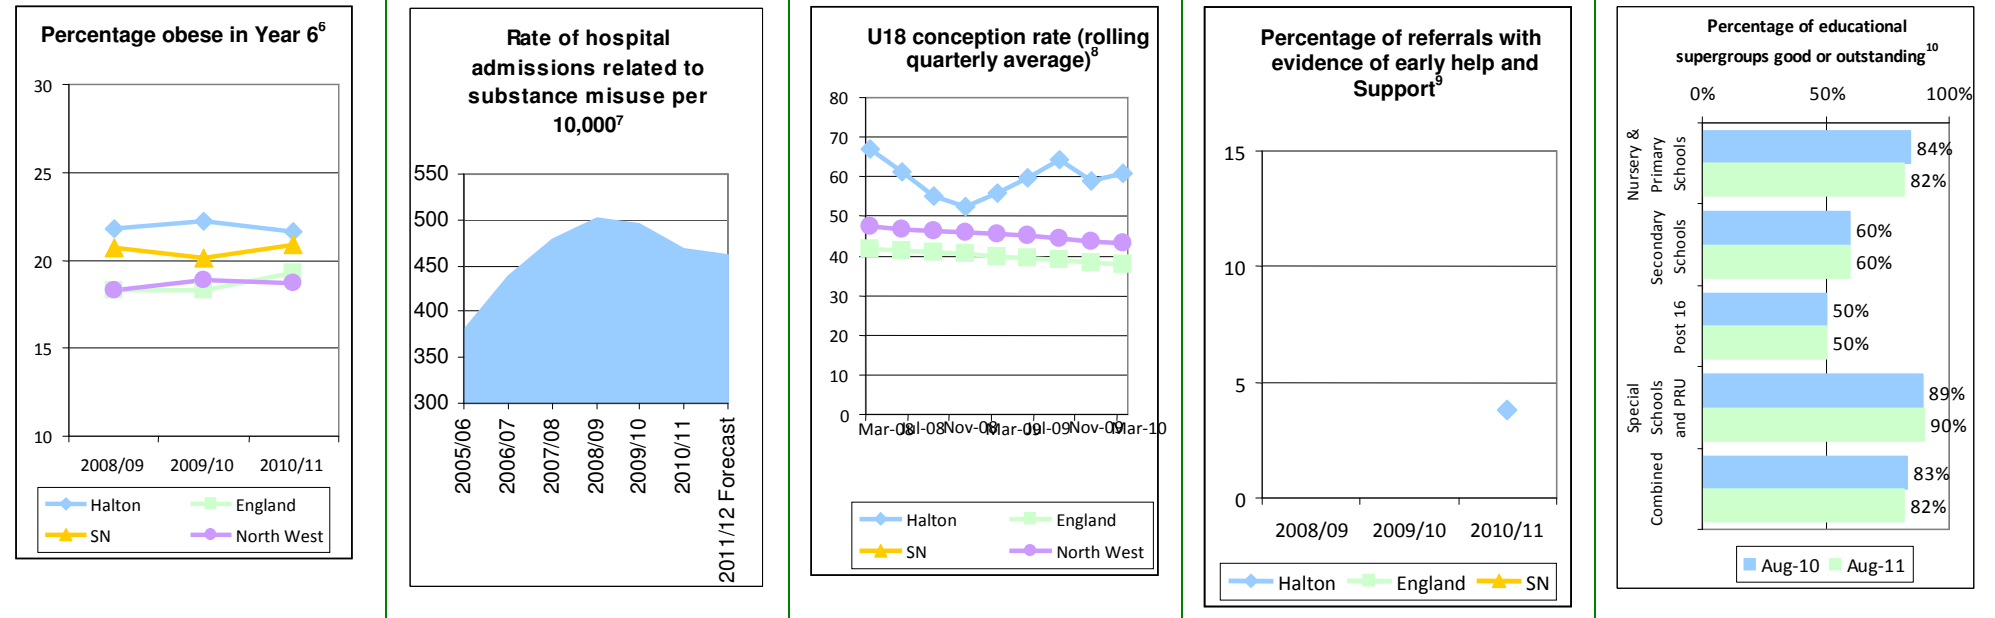 Percentage obese in Year 6⁶
30
25
20
15
10
2008/09 2009/10 2010/11
Halton England
SN North West
Rate of hospital
admissions related to
substance misuse per
10,000⁷
550
500
450
400
350
300
2005/06
2006/07
2007/08
2008/09
2009/10
2010/11
2011/12 Forecast
U18 conception rate (rolling
quarterly average)⁸
80
70
60
50
40
30
20
10
0
Mar-08 Jul-08 Nov-08 Mar-09 Jul-09 Nov-09 Mar-10
Halton England
SN North West
Percentage of referrals with
evidence of early help and
Support⁹
15
10
5
0
2008/09 2009/10 2010/11
Halton England SN
Percentage of educational
supergroups good or outstanding¹⁰
0% 50% 100%
Nursery &
Primary
Schools
84%
82%
Secondary
Schools
60%
60%
Post 16
50%
50%
Special
Schools
and PRU
89%
90%
Combined
83%
82%
Aug-10 Aug-11